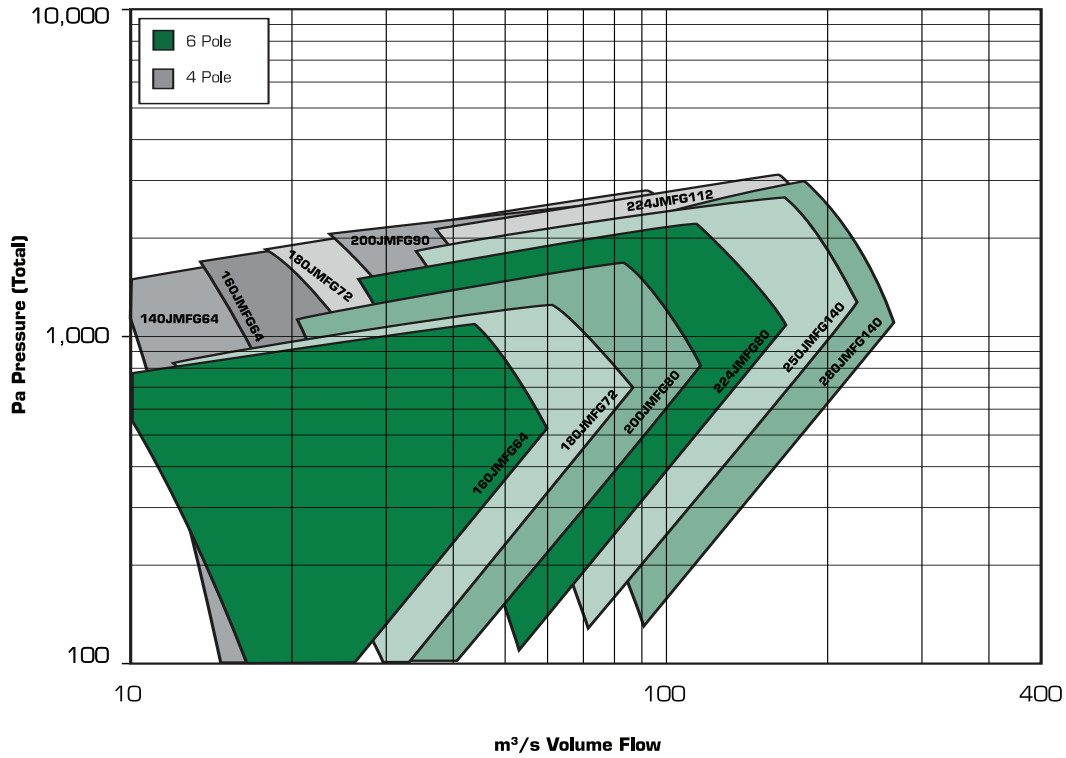 10,000
6 Pole
4 Pole
224JMFG112
200JMFG90
180JMFG72
160JMFG64
140JMFG64
1,000
Pa Pressure (Total)
250JMFG140
280JMFG140
224JMFG80
200JMFG80
180JMFG72
160JMFG64
100
10
100
400
m³/s Volume Flow